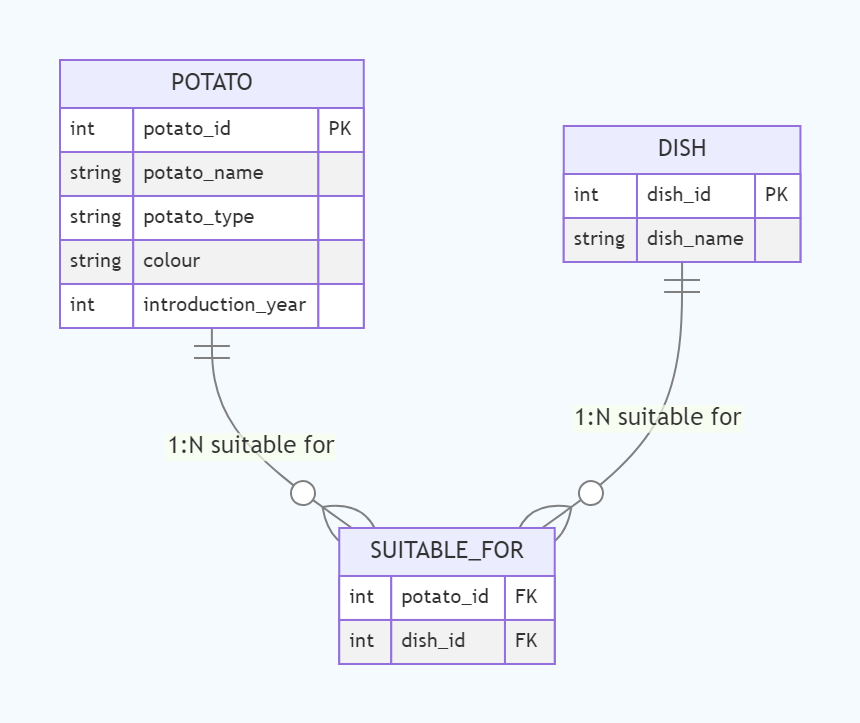 POTATO
int potato_id PK
string potato_name
string potato_type
string colour
int introduction_year
DISH
int dish_id PK
string dish_name
1:N suitable for
1:N suitable for
SUITABLE_FOR
int potato_id FK
int dish_id FK